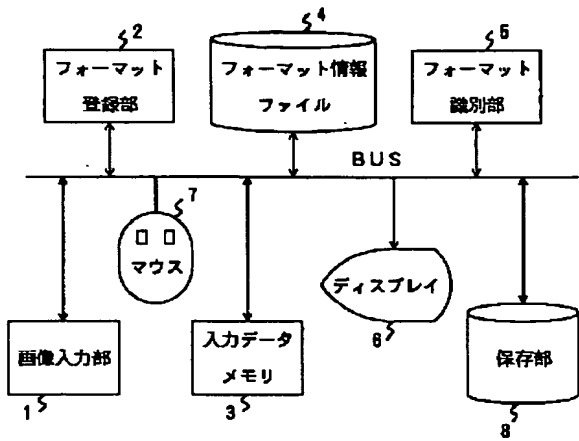 2
フォーマット
登録部
4
フォーマット情報
ファイル
5
フォーマット
識別部
BUS
7
マウス
ディスプレイ
6
画像入力部
1
入力データ
メモリ
3
保存部
8